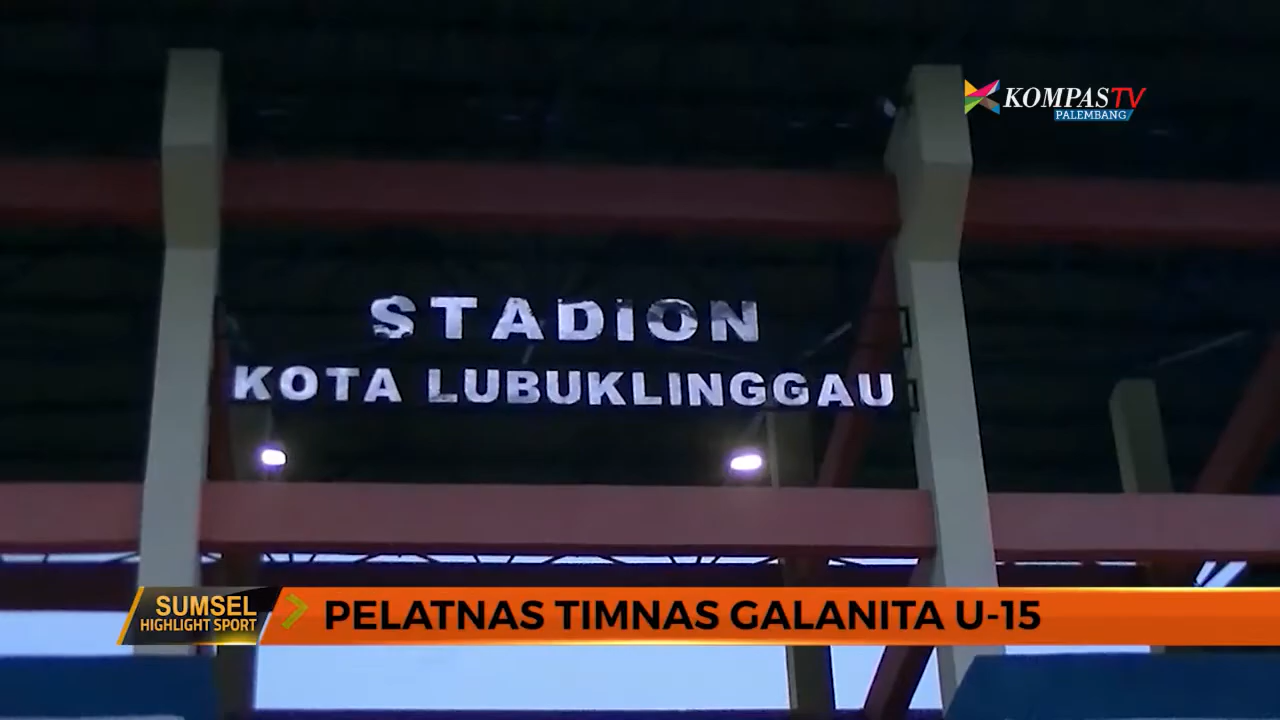 KOMPASTV
PALEMBANG
STADION
KOTA LUBUKLINGGAU
SUMSEL
HIGHLIGHT SPORT
PELATNAS TIMNAS GALANITA U-15